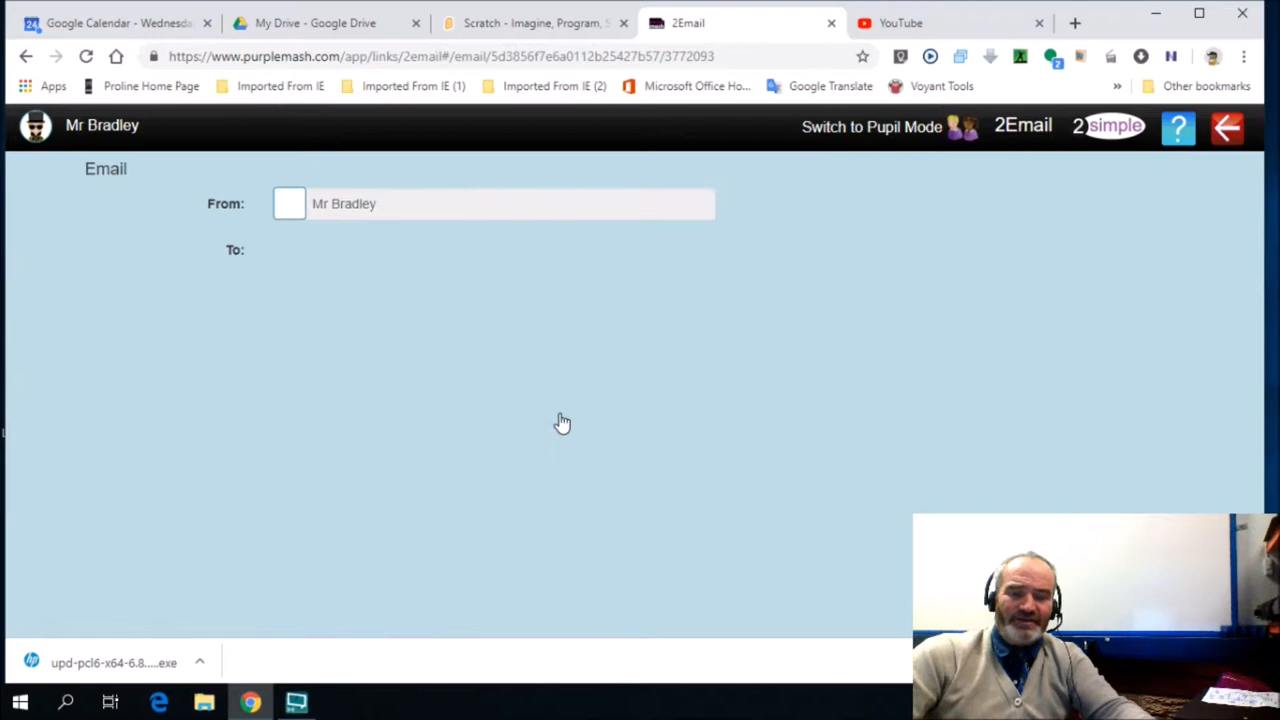 Google Calendar - Wednesda
My Drive - Google Drive
Scratch - Imagine, Program, S
2Email
YouTube
https://www.purplemash.com/app/links/2email#/email/5d3856f7e6a0112b25427b57/3772093
Apps
Proline Home Page
Imported From IE
Imported From IE (1)
Imported From IE (2)
Microsoft Office Ho...
Google Translate
Voyant Tools
»
Other bookmarks
Mr Bradley
Switch to Pupil Mode
2Email
2simple
?
Email
From:
Mr Bradley
To:
upd-pcl6-x64-6.8.....exe